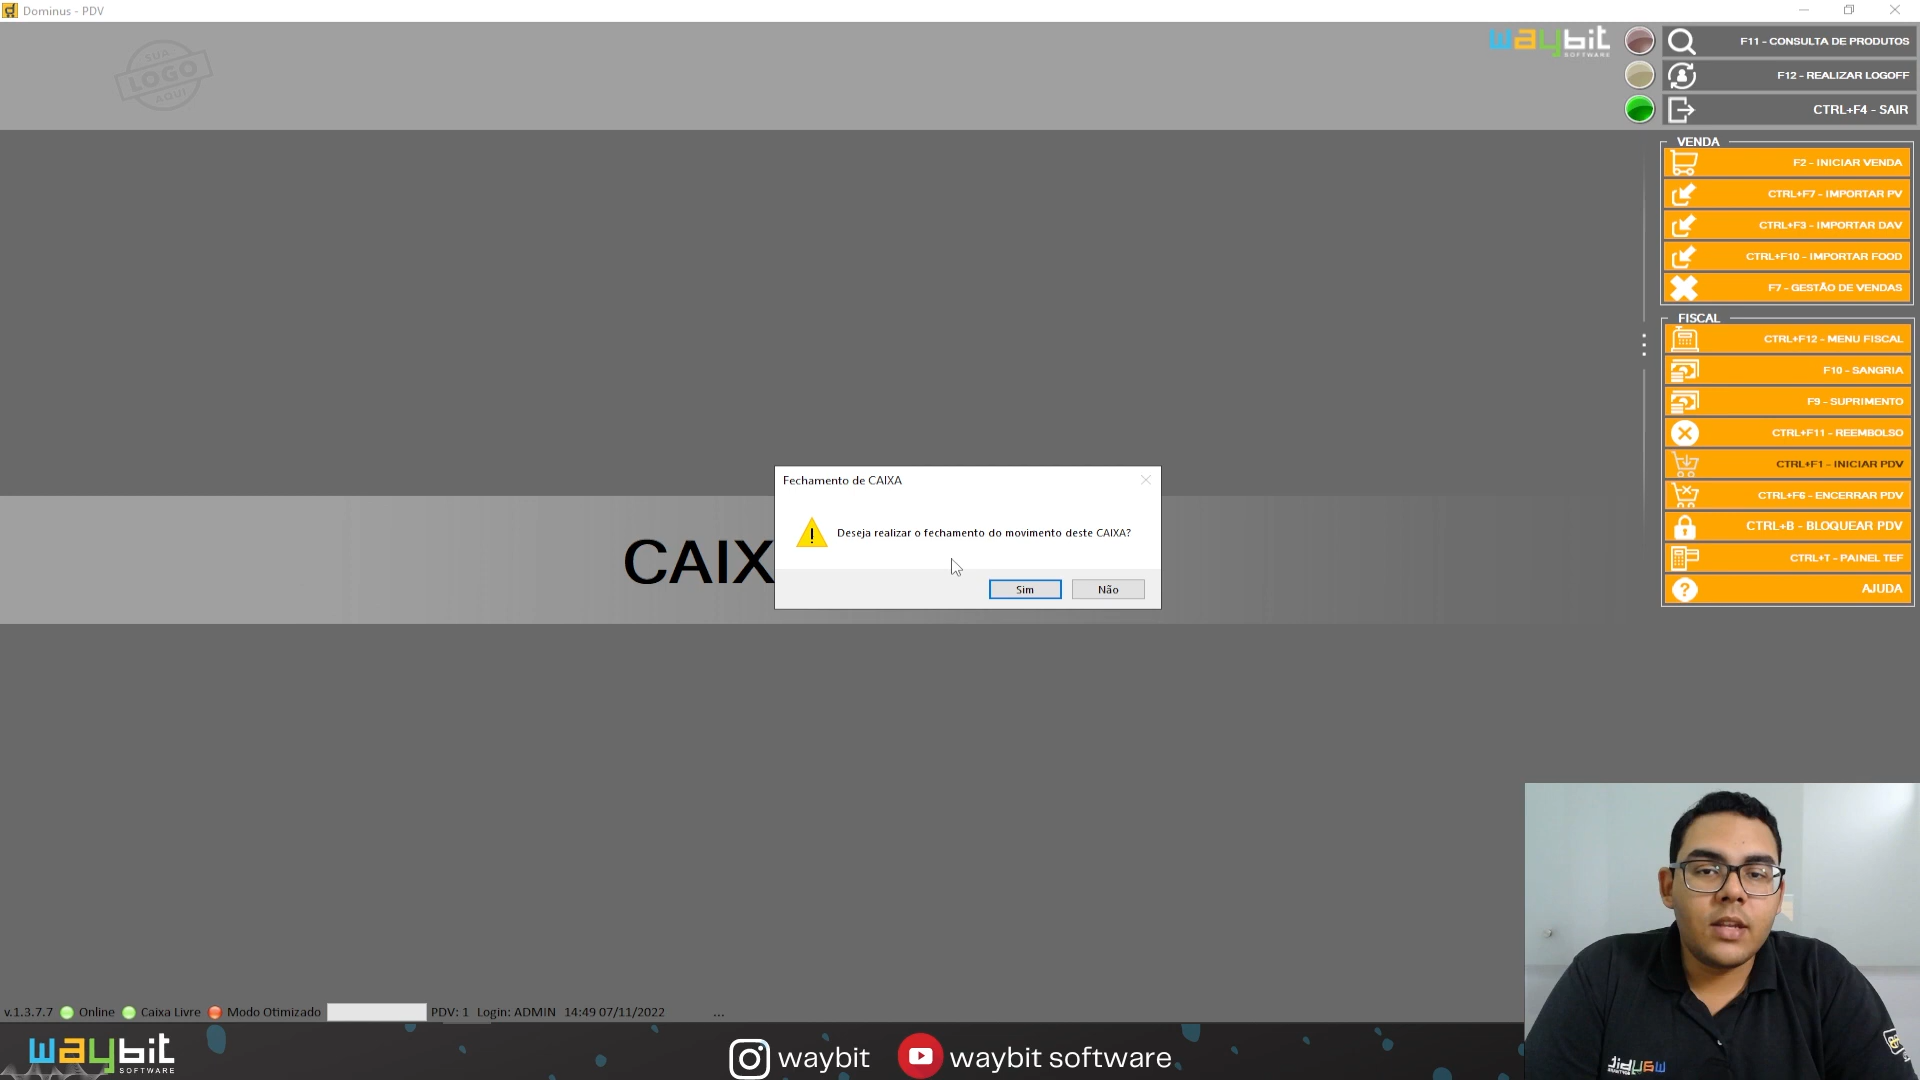 Dominus - PDV
SUA
LOGO
AQUI
waybit
SOFTWARE
F11 - CONSULTA DE PRODUTOS
F12 - REALIZAR LOGOFF
CTRL+F4 - SAIR
VENDA
F2 - INICIAR VENDA
CTRL+F7 - IMPORTAR PV
CTRL+F3 - IMPORTAR DAV
CTRL+F10 - IMPORTAR FOOD
F7 - GESTÃO DE VENDAS
FISCAL
CTRL+F12 - MENU FISCAL
F10 - SANGRIA
F9 - SUPRIMENTO
CTRL+F11 - REEMBOLSO
CTRL+F1 - INICIAR PDV
CTRL+F6 - ENCERRAR PDV
CTRL+B - BLOQUEAR PDV
CTRL+T - PAINEL TEF
AJUDA
Fechamento de CAIXA
Deseja realizar o fechamento do movimento deste CAIXA?
Sim Não
CAIX
v.1.3.7.7 Online Caixa Livre Modo Otimizado PDV: 1 Login: ADMIN 14:49 07/11/2022 ...
waybit
SOFTWARE
waybit
waybit software